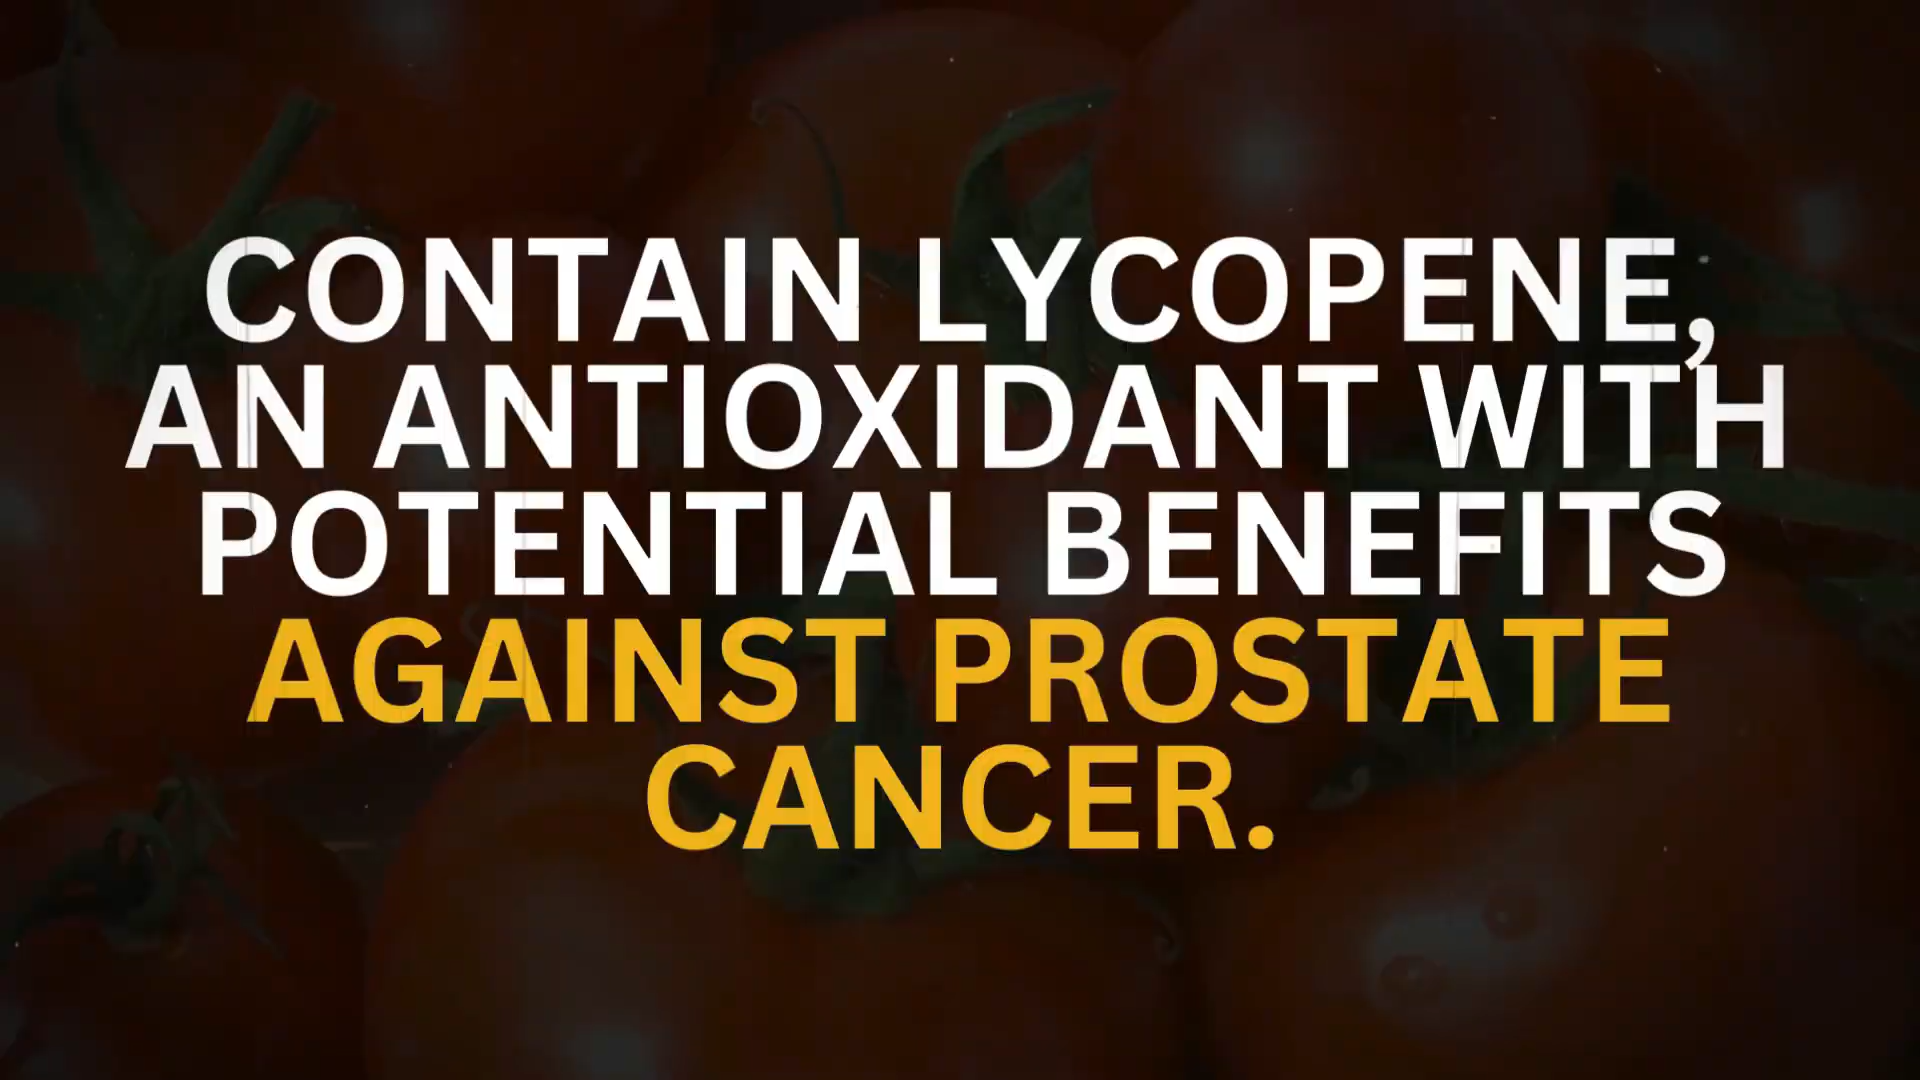 CONTAIN LYCOPENE,
AN ANTIOXIDANT WITH
POTENTIAL BENEFITS
AGAINST PROSTATE
CANCER.